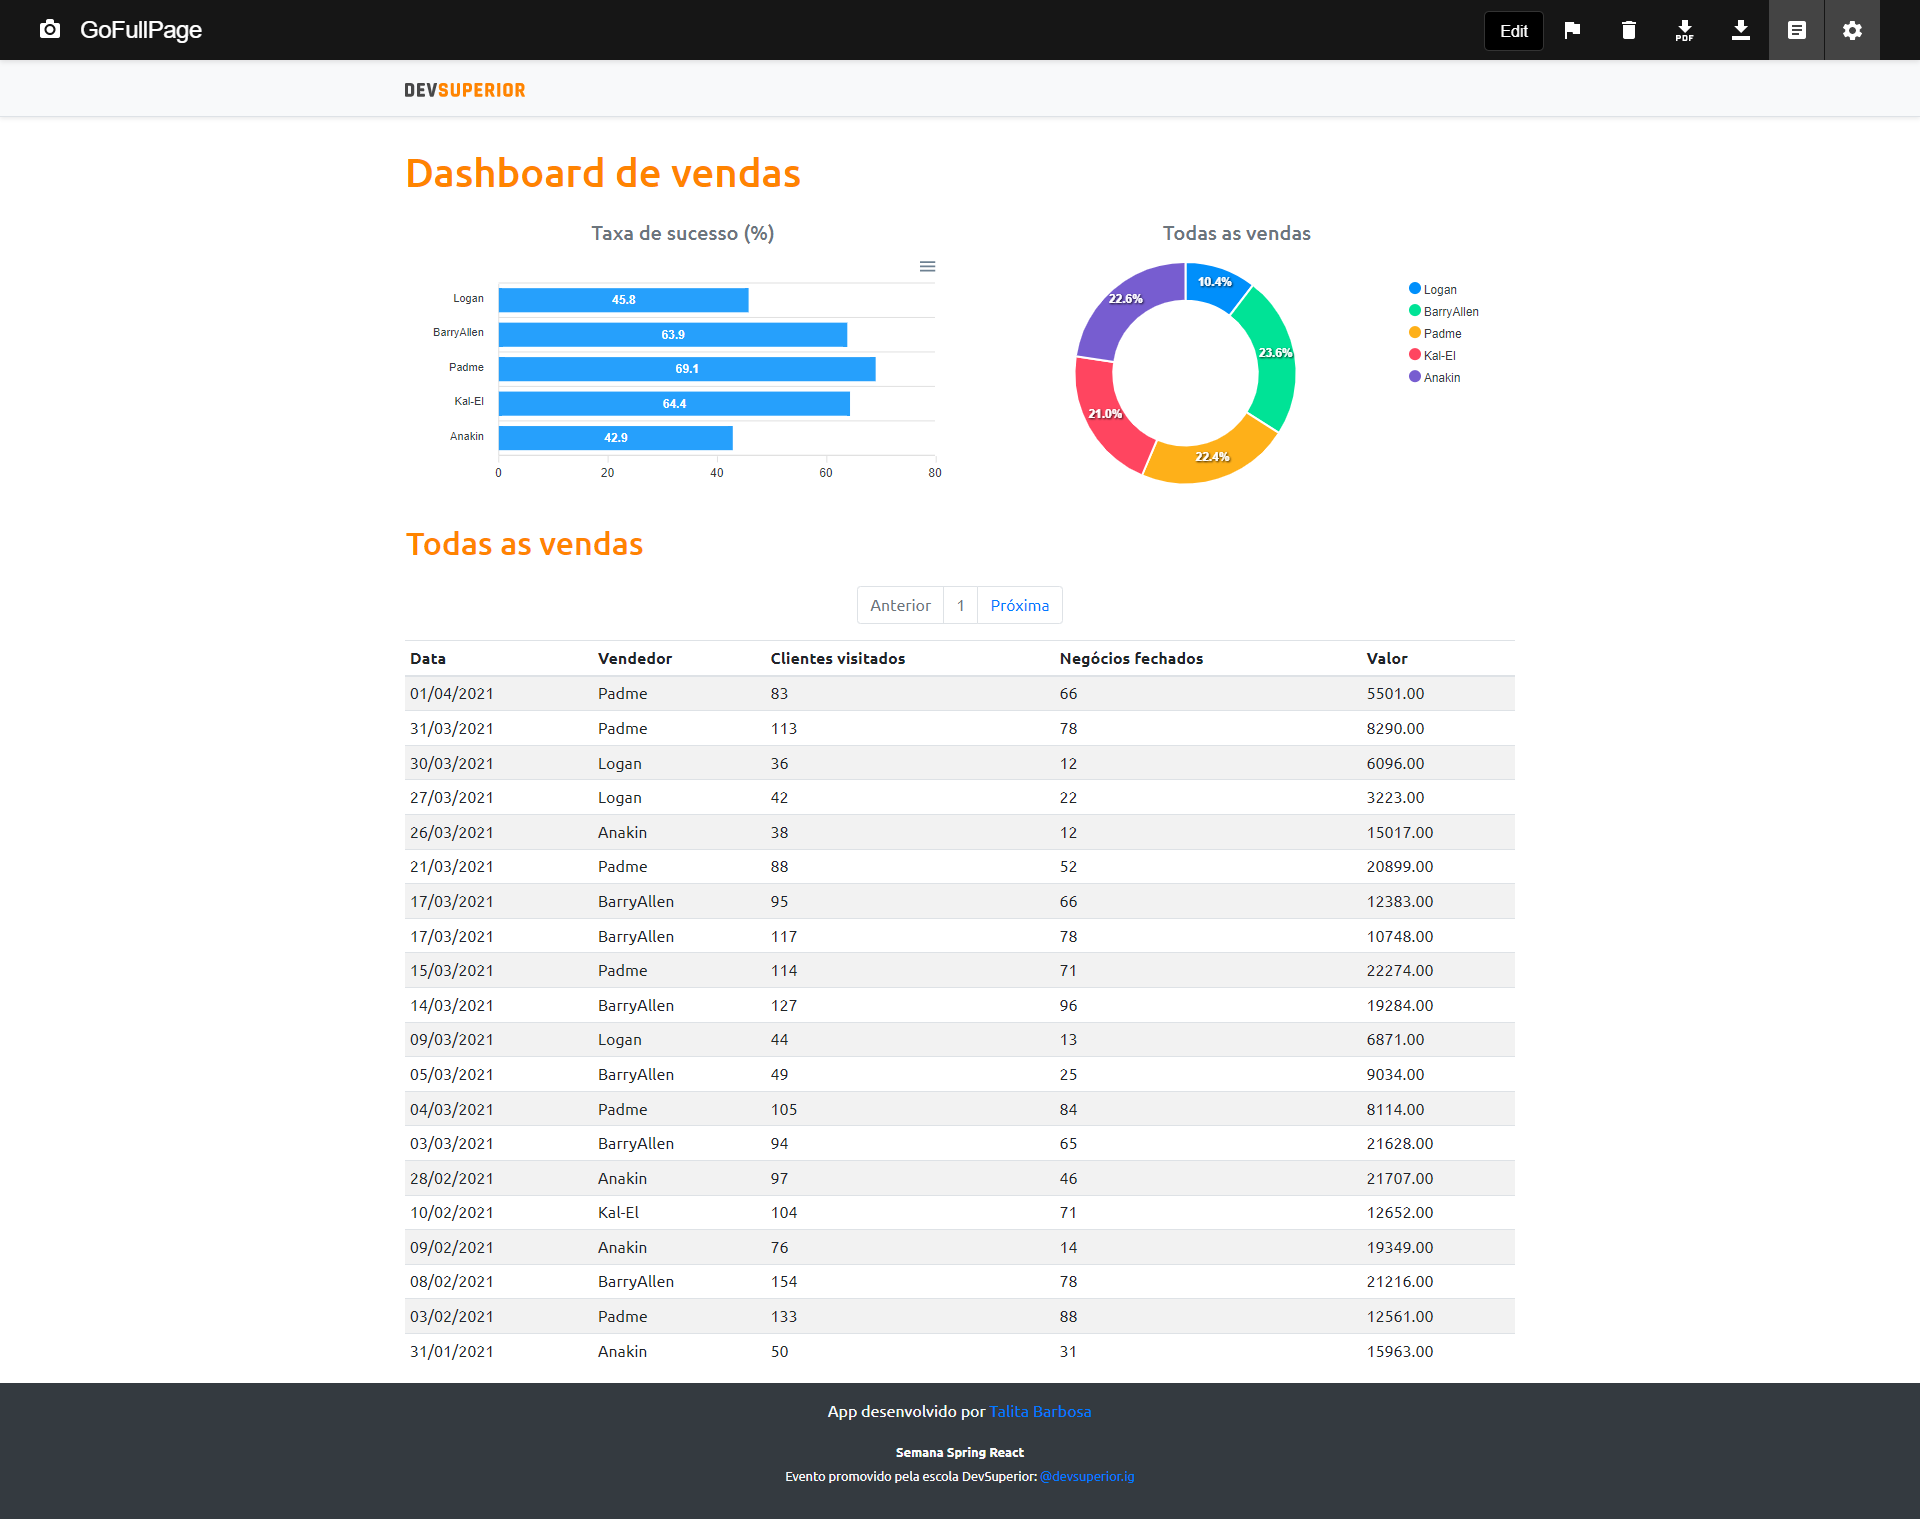 GoFullPage
Edit
PDF
DEVSUPERIOR
Dashboard de vendas
Taxa de sucesso (%)
Logan 45.8
BarryAllen 63.9
Padme 69.1
Kal-El 64.4
Anakin 42.9
0 20 40 60 80
Todas as vendas
10.4%
22.6%
23.6%
21.0%
22.4%
Logan
BarryAllen
Padme
Kal-El
Anakin
Todas as vendas
Anterior 1 Próxima
Data Vendedor Clientes visitados Negócios fechados Valor
01/04/2021 Padme 83 66 5501.00
31/03/2021 Padme 113 78 8290.00
30/03/2021 Logan 36 12 6096.00
27/03/2021 Logan 42 22 3223.00
26/03/2021 Anakin 38 12 15017.00
21/03/2021 Padme 88 52 20899.00
17/03/2021 BarryAllen 95 66 12383.00
17/03/2021 BarryAllen 117 78 10748.00
15/03/2021 Padme 114 71 22274.00
14/03/2021 BarryAllen 127 96 19284.00
09/03/2021 Logan 44 13 6871.00
05/03/2021 BarryAllen 49 25 9034.00
04/03/2021 Padme 105 84 8114.00
03/03/2021 BarryAllen 94 65 21628.00
28/02/2021 Anakin 97 46 21707.00
10/02/2021 Kal-El 104 71 12652.00
09/02/2021 Anakin 76 14 19349.00
08/02/2021 BarryAllen 154 78 21216.00
03/02/2021 Padme 133 88 12561.00
31/01/2021 Anakin 50 31 15963.00
App desenvolvido por Talita Barbosa
Semana Spring React
Evento promovido pela escola DevSuperior: @devsuperior.ig